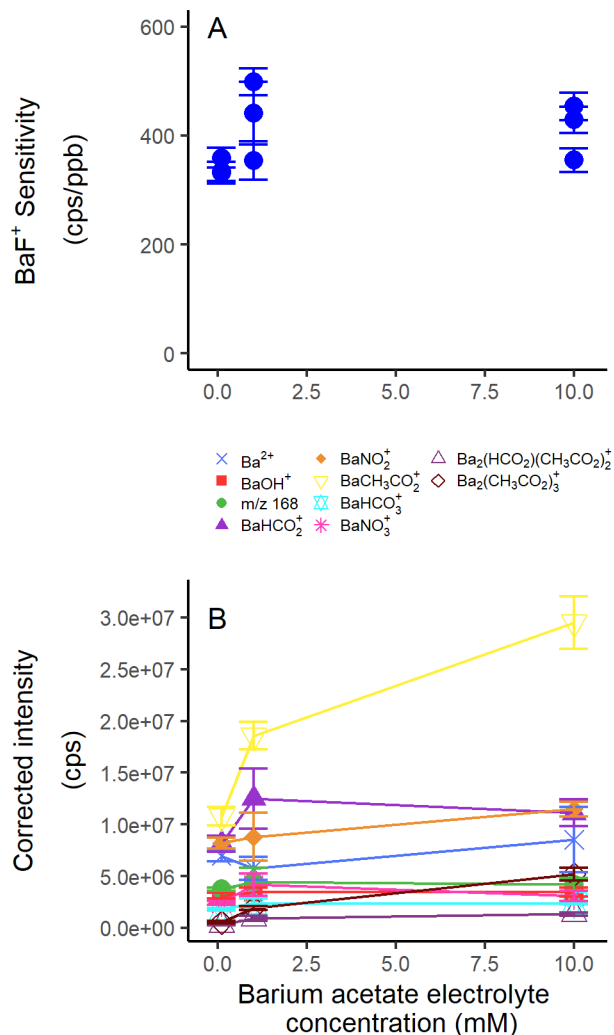 A
BaF⁺ Sensitivity
(cps/ppb)
600
400
200
0
0.0 2.5 5.0 7.5 10.0
Ba²⁺ BaNO₂⁺ Ba₂(HCO₂)(CH₃CO₂)₂⁺
BaOH⁺ BaCH₃CO₂⁺ Ba₂(CH₃CO₂)₃⁺
m/z 168 BaHCO₃⁺
BaHCO₂⁺ BaNO₃⁺
B
Corrected intensity
(cps)
3.0e+07
2.5e+07
2.0e+07
1.5e+07
1.0e+07
5.0e+06
0.0e+00
0.0 2.5 5.0 7.5 10.0
Barium acetate electrolyte
concentration (mM)